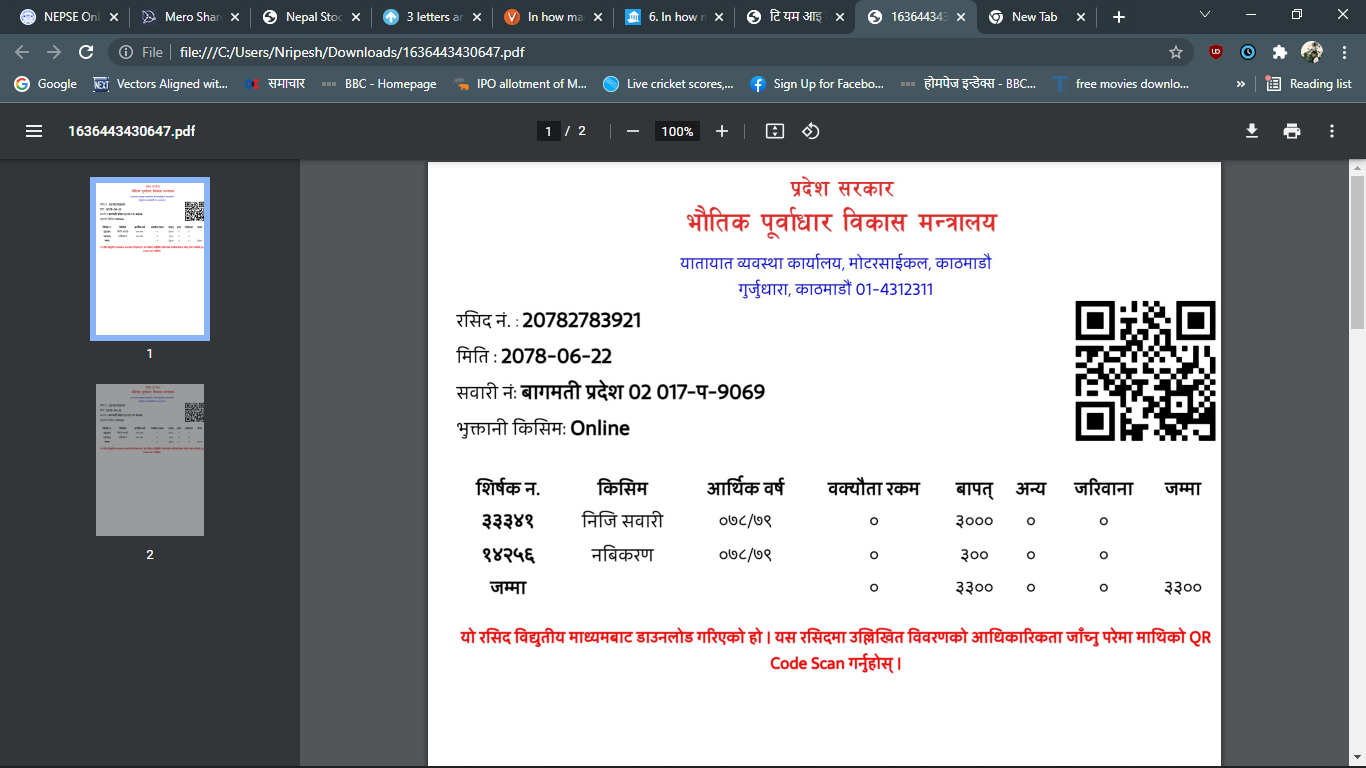 NEPSE Onl
Mero Shar
Nepal Stoc
3 letters ar
In how ma
6. In how n
टि यम आइ
163644343
New Tab
File file:///C:/Users/Nripesh/Downloads/1636443430647.pdf
Google
Vectors Aligned wit...
समाचार
BBC - Homepage
IPO allotment of M...
Live cricket scores,...
Sign Up for Facebo...
होमपेज इन्डेक्स - BBC...
free movies downlo...
»
Reading list
1636443430647.pdf
1 / 2
100%
प्रदेश सरकार
भौतिक पूर्वाधार विकास मन्त्रालय
यातायात व्यवस्था कार्यालय, मोटरसाईकल, काठमाडौ
गुर्जुधारा, काठमाडौं 01-4312311
रसिद नं. : 20782783921
मिति : 2078-06-22
सवारी नं: बागमती प्रदेश 02 017-प-9069
भुक्तानी किसिम: Online
शिर्षक न. किसिम आर्थिक वर्ष वक्यौता रकम बापत् अन्य जरिवाना जम्मा
३३३४१ निजि सवारी ०७८/७९ ० ३००० ० ०
१४२५६ नबिकरण ०७८/७९ ० ३०० ० ०
जम्मा ० ३३०० ० ० ३३००
यो रसिद विद्युतीय माध्यमबाट डाउनलोड गरिएको हो । यस रसिदमा उल्लिखित विवरणको आधिकारिकता जाँच्नु परेमा माथिको QR
Code Scan गर्नुहोस् ।
1
2